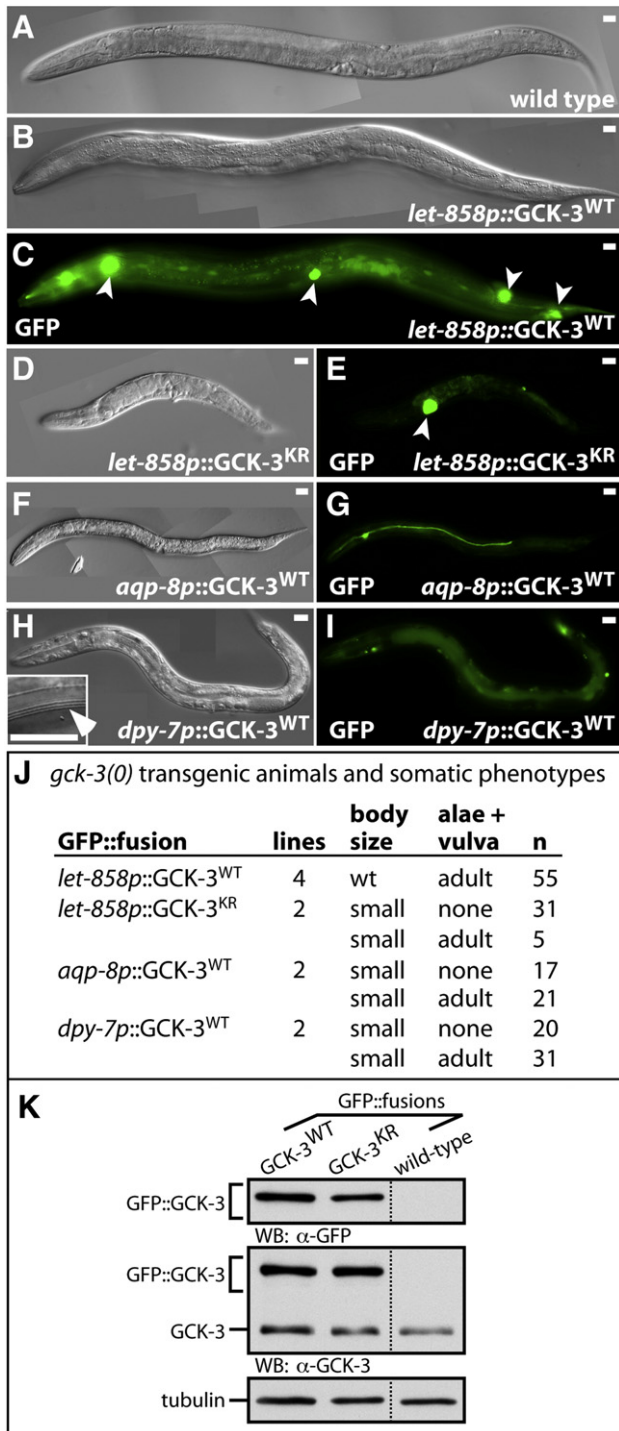 A
wild type
B
let-858p::GCK-3WT
C
GFP
let-858p::GCK-3WT
D
let-858p::GCK-3KR
E
GFP
let-858p::GCK-3KR
F
aqp-8p::GCK-3WT
G
GFP
aqp-8p::GCK-3WT
H
dpy-7p::GCK-3WT
I
GFP
dpy-7p::GCK-3WT
J gck-3(0) transgenic animals and somatic phenotypes
GFP::fusion lines body size alae + vulva n
let-858p::GCK-3WT 4 wt adult 55
let-858p::GCK-3KR 2 small none 31
small adult 5
aqp-8p::GCK-3WT 2 small none 17
small adult 21
dpy-7p::GCK-3WT 2 small none 20
small adult 31
K
GFP::fusions
GCK-3WT GCK-3KR wild-type
GFP::GCK-3
WB: α-GFP
GFP::GCK-3
GCK-3
WB: α-GCK-3
tubulin